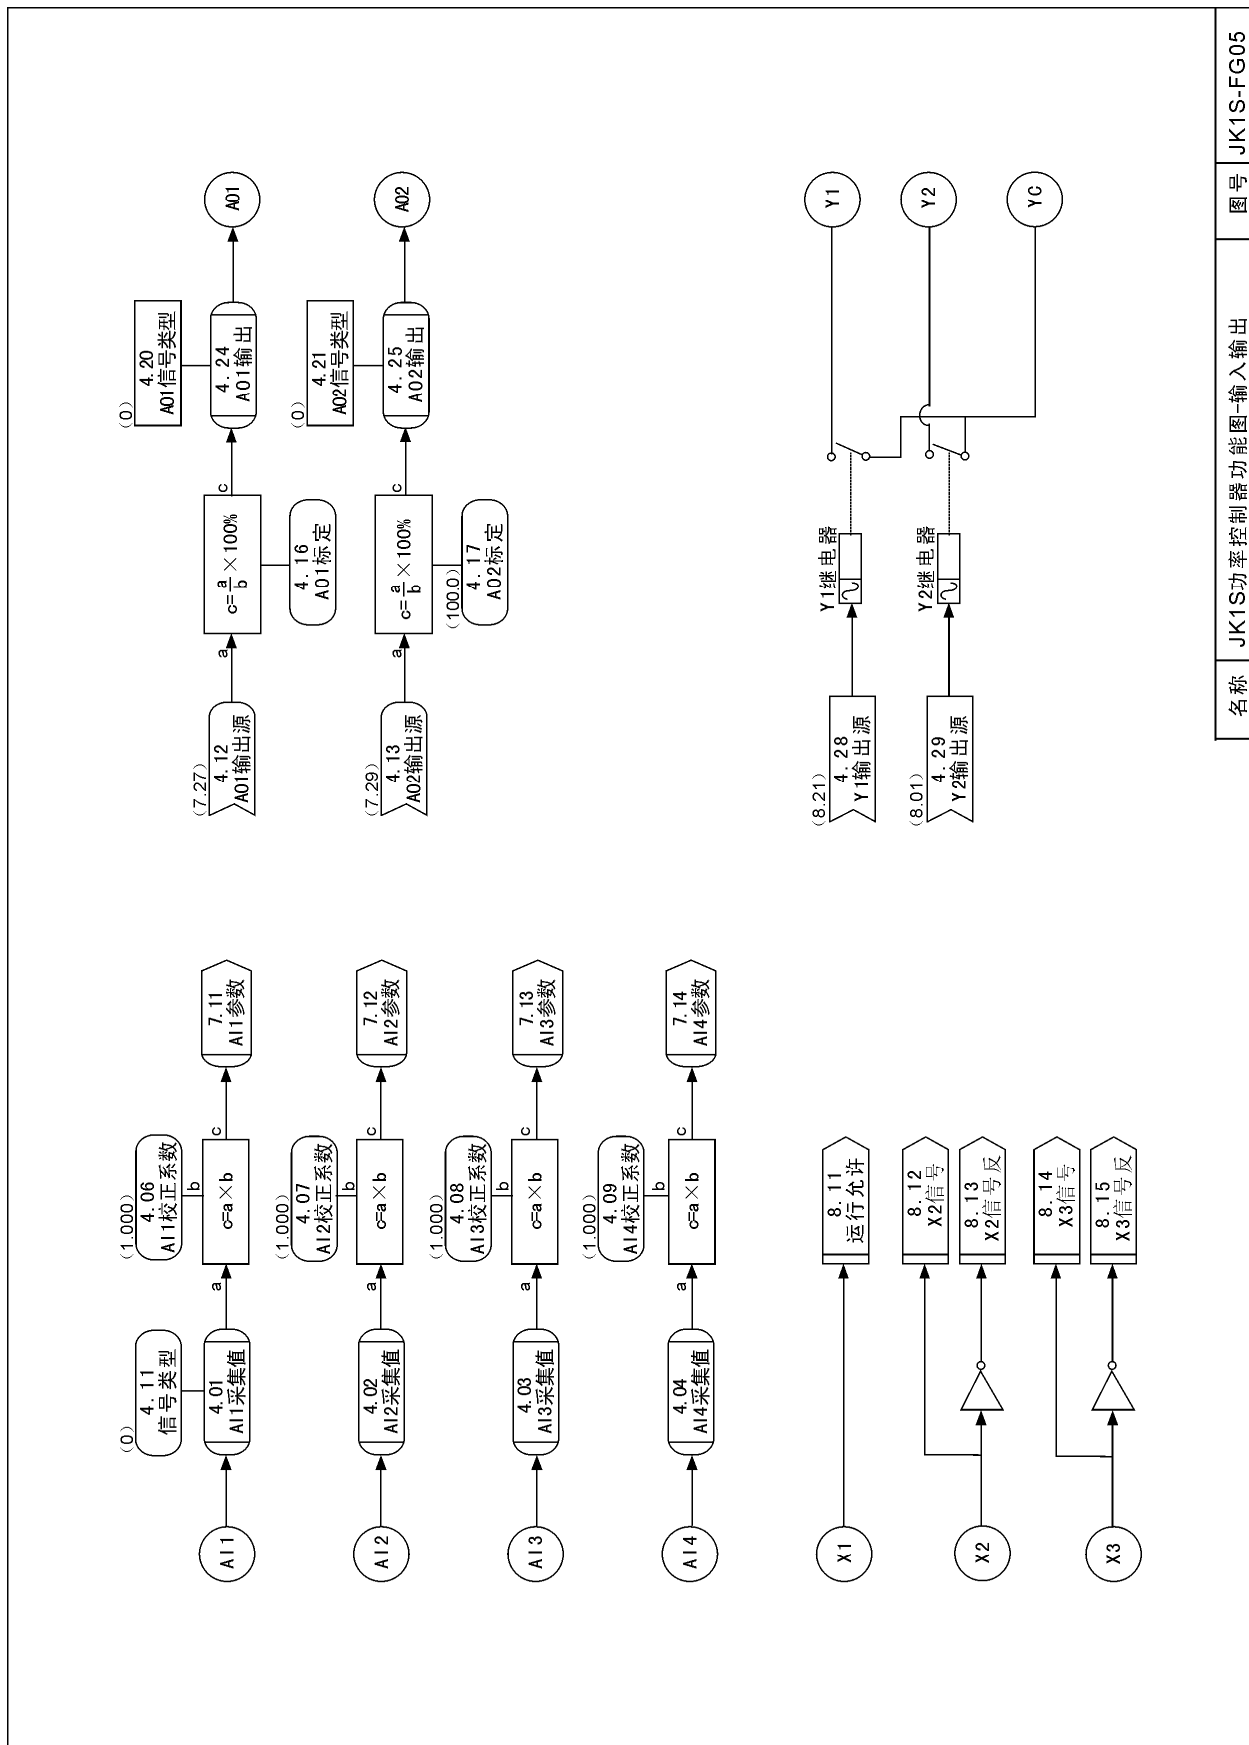 AI1
(0)
4.11
信号类型
4.01
AI1采集值
a
(1.000)
4.06
AI1校正系数
b
c=a×b
c
7.11
AI1参数
AI2
4.02
AI2采集值
a
(1.000)
4.07
AI2校正系数
b
c=a×b
c
7.12
AI2参数
AI3
4.03
AI3采集值
a
(1.000)
4.08
AI3校正系数
b
c=a×b
c
7.13
AI3参数
AI4
4.04
AI4采集值
a
(1.000)
4.09
AI4校正系数
b
c=a×b
c
7.14
AI4参数
X1
8.11
运行允许
X2
8.12
X2信号
8.13
X2信号反
X3
8.14
X3信号
8.15
X3信号反
(7.27)
4.12
AO1输出源
a
c=a/b×100%
4.16
AO1标定
c
(0)
4.20
AO1信号类型
4.24
AO1输出
AO1
(7.29)
4.13
AO2输出源
a
c=a/b×100%
(100.0)
4.17
AO2标定
c
(0)
4.21
AO2信号类型
4.25
AO2输出
AO2
(8.21)
4.28
Y1输出源
Y1继电器
Y1
(8.01)
4.29
Y2输出源
Y2继电器
Y2
YC
名称
JK1S功率控制器功能图-输入输出
图号
JK1S-FG05